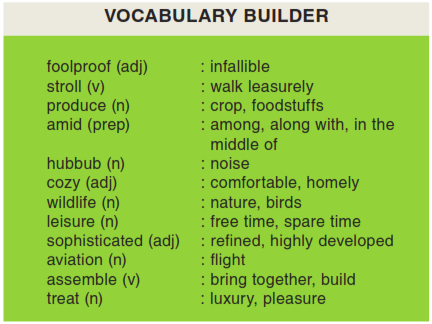 VOCABULARY BUILDER
foolproof (adj) : infallible
stroll (v) : walk leasurely
produce (n) : crop, foodstuffs
amid (prep) : among, along with, in the
middle of
hubbub (n) : noise
cozy (adj) : comfortable, homely
wildlife (n) : nature, birds
leisure (n) : free time, spare time
sophisticated (adj) : refined, highly developed
aviation (n) : flight
assemble (v) : bring together, build
treat (n) : luxury, pleasure